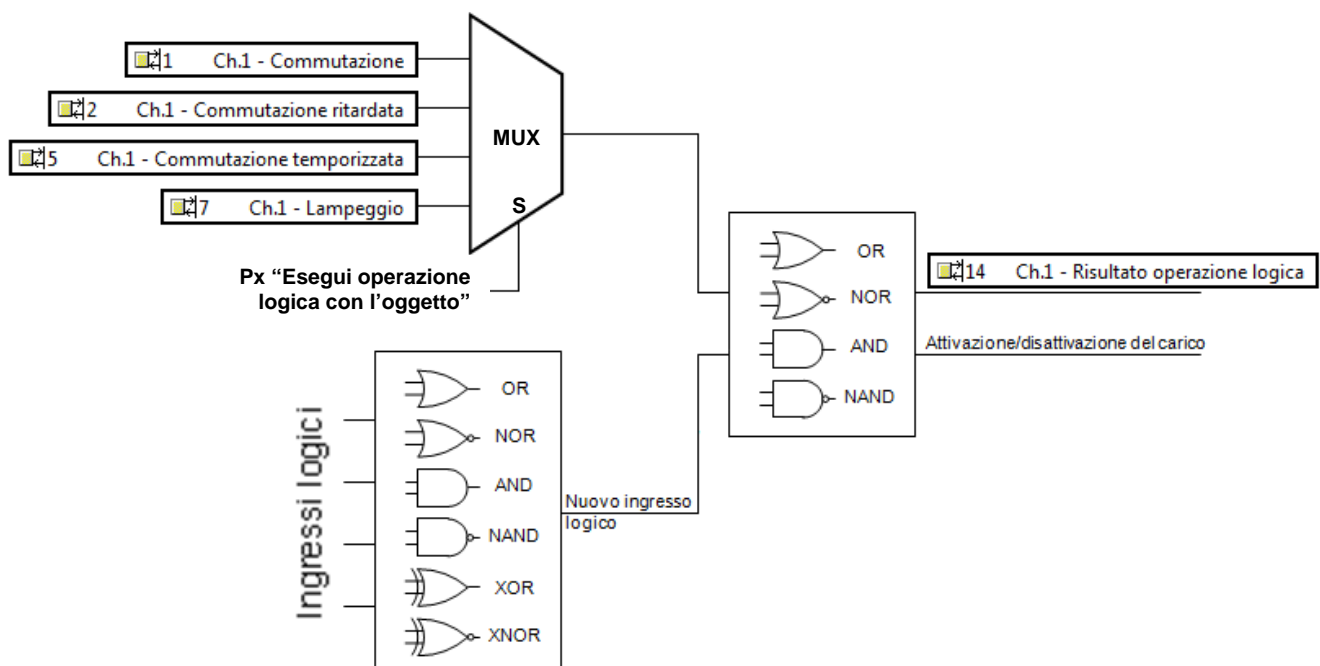 1 Ch.1 - Commutazione
2 Ch.1 - Commutazione ritardata
5 Ch.1 - Commutazione temporizzata
7 Ch.1 - Lampeggio
MUX
S
Px “Esegui operazione
logica con l’oggetto”
OR
NOR
AND
NAND
14 Ch.1 - Risultato operazione logica
Attivazione/disattivazione del carico
Ingressi logici
OR
NOR
AND
NAND
XOR
XNOR
Nuovo ingresso
logico